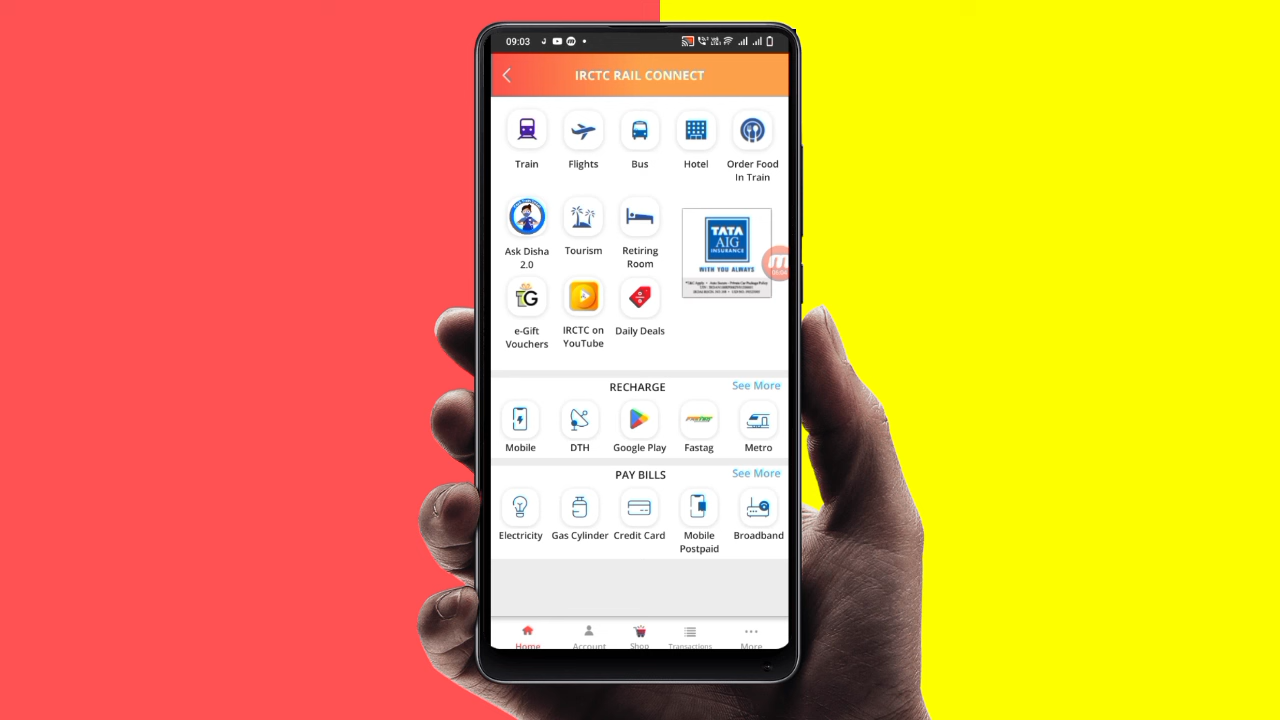 09:03
IRCTC RAIL CONNECT
Train Flights Bus Hotel Order Food
In Train
TATA
AIG
INSURANCE
WITH YOU ALWAYS
Ask Disha Tourism Retiring
2.0 Room
TG
e-Gift IRCTC on Daily Deals
Vouchers YouTube
RECHARGE See More
FASTag
Mobile DTH Google Play Fastag Metro
PAY BILLS See More
Electricity Gas Cylinder Credit Card Mobile Broadband
Postpaid
Home Account Shop Transactions More